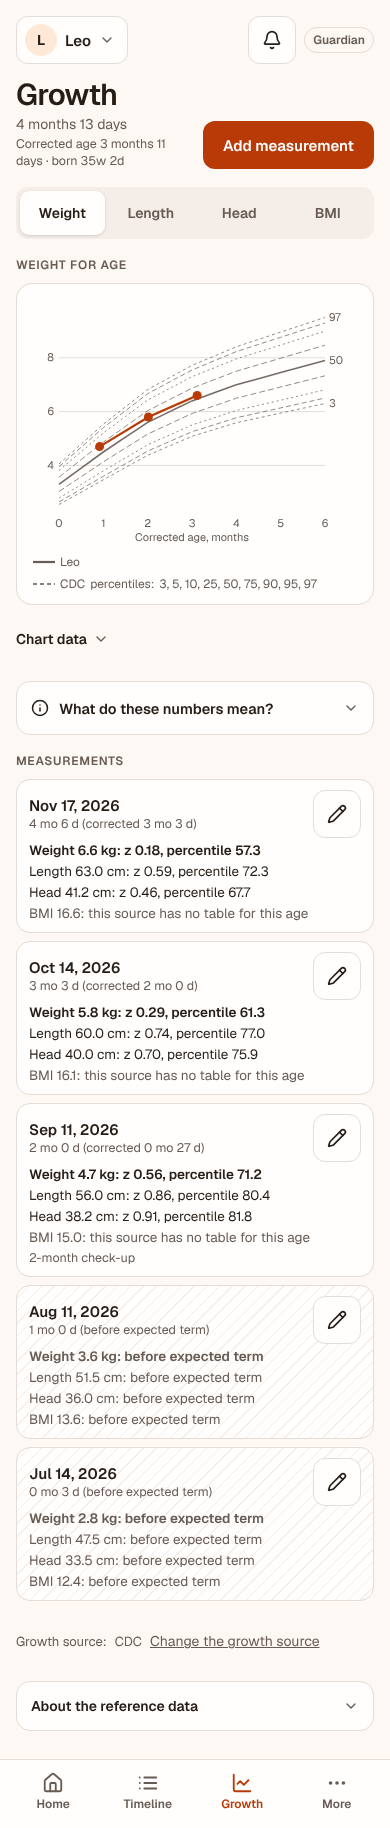 L Leo
Guardian
Growth
4 months 13 days
Corrected age 3 months 11
days · born 35w 2d
Add measurement
Weight Length Head BMI
WEIGHT FOR AGE
97
8
50
6
3
4
0 1 2 3 4 5 6
Corrected age, months
Leo
CDC percentiles: 3, 5, 10, 25, 50, 75, 90, 95, 97
Chart data
What do these numbers mean?
MEASUREMENTS
Nov 17, 2026
4 mo 6 d (corrected 3 mo 3 d)
Weight 6.6 kg: z 0.18, percentile 57.3
Length 63.0 cm: z 0.59, percentile 72.3
Head 41.2 cm: z 0.46, percentile 67.7
BMI 16.6: this source has no table for this age
Oct 14, 2026
3 mo 3 d (corrected 2 mo 0 d)
Weight 5.8 kg: z 0.29, percentile 61.3
Length 60.0 cm: z 0.74, percentile 77.0
Head 40.0 cm: z 0.70, percentile 75.9
BMI 16.1: this source has no table for this age
Sep 11, 2026
2 mo 0 d (corrected 0 mo 27 d)
Weight 4.7 kg: z 0.56, percentile 71.2
Length 56.0 cm: z 0.86, percentile 80.4
Head 38.2 cm: z 0.91, percentile 81.8
BMI 15.0: this source has no table for this age
2-month check-up
Aug 11, 2026
1 mo 0 d (before expected term)
Weight 3.6 kg: before expected term
Length 51.5 cm: before expected term
Head 36.0 cm: before expected term
BMI 13.6: before expected term
Jul 14, 2026
0 mo 3 d (before expected term)
Weight 2.8 kg: before expected term
Length 47.5 cm: before expected term
Head 33.5 cm: before expected term
BMI 12.4: before expected term
Growth source: CDC Change the growth source
About the reference data
Home Timeline Growth More